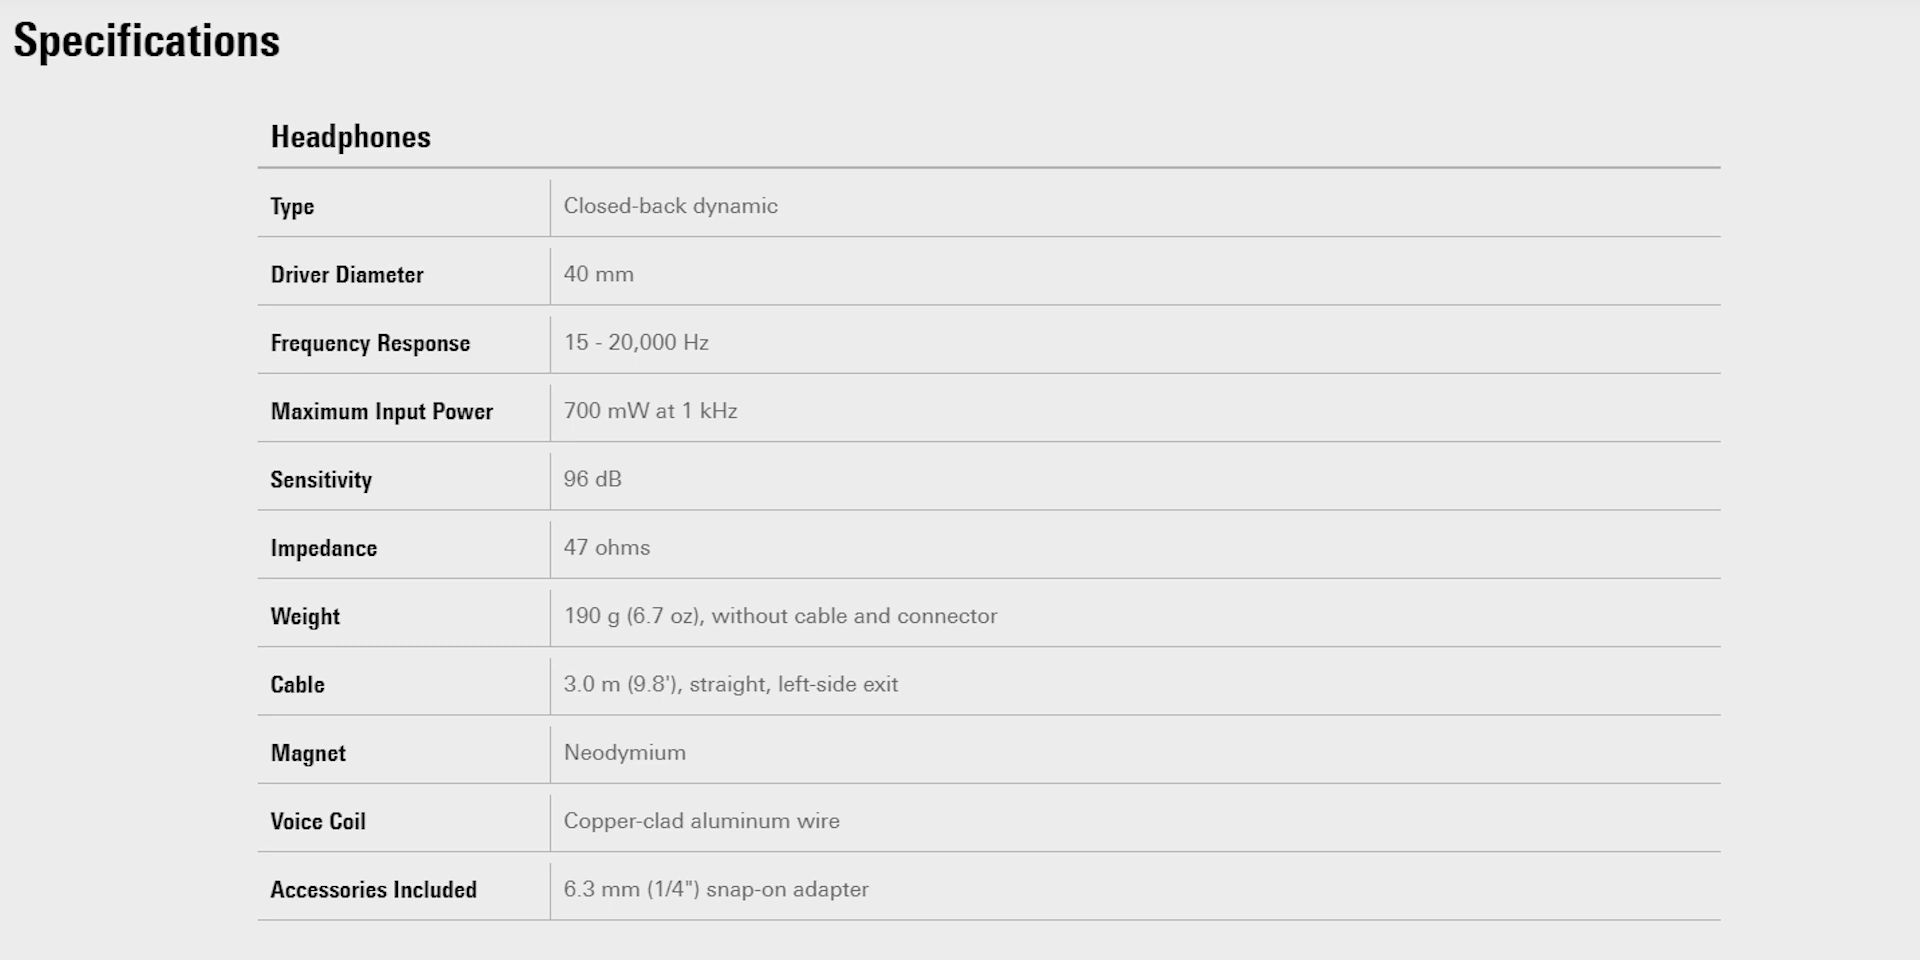 Specifications
Headphones
Type Closed-back dynamic
Driver Diameter 40 mm
Frequency Response 15 - 20,000 Hz
Maximum Input Power 700 mW at 1 kHz
Sensitivity 96 dB
Impedance 47 ohms
Weight 190 g (6.7 oz), without cable and connector
Cable 3.0 m (9.8'), straight, left-side exit
Magnet Neodymium
Voice Coil Copper-clad aluminum wire
Accessories Included 6.3 mm (1/4") snap-on adapter